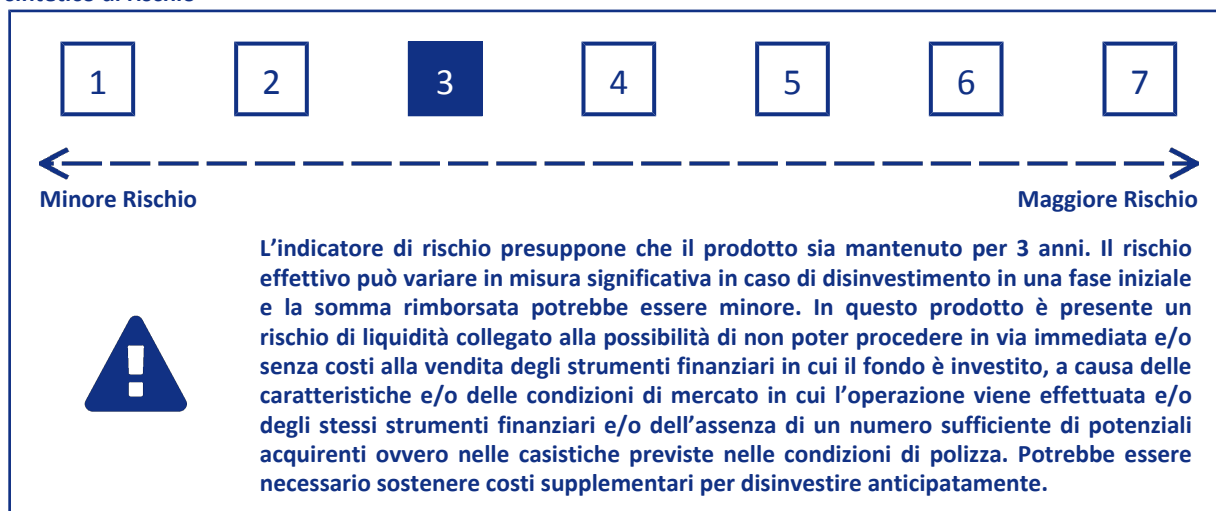 sintetico di rischio
1 2 3 4 5 6 7
Minore Rischio Maggiore Rischio
L’indicatore di rischio presuppone che il prodotto sia mantenuto per 3 anni. Il rischio
effettivo può variare in misura significativa in caso di disinvestimento in una fase iniziale
e la somma rimborsata potrebbe essere minore. In questo prodotto è presente un
rischio di liquidità collegato alla possibilità di non poter procedere in via immediata e/o
senza costi alla vendita degli strumenti finanziari in cui il fondo è investito, a causa delle
caratteristiche e/o delle condizioni di mercato in cui l’operazione viene effettuata e/o
degli stessi strumenti finanziari e/o dell’assenza di un numero sufficiente di potenziali
acquirenti ovvero nelle casistiche previste nelle condizioni di polizza. Potrebbe essere
necessario sostenere costi supplementari per disinvestire anticipatamente.